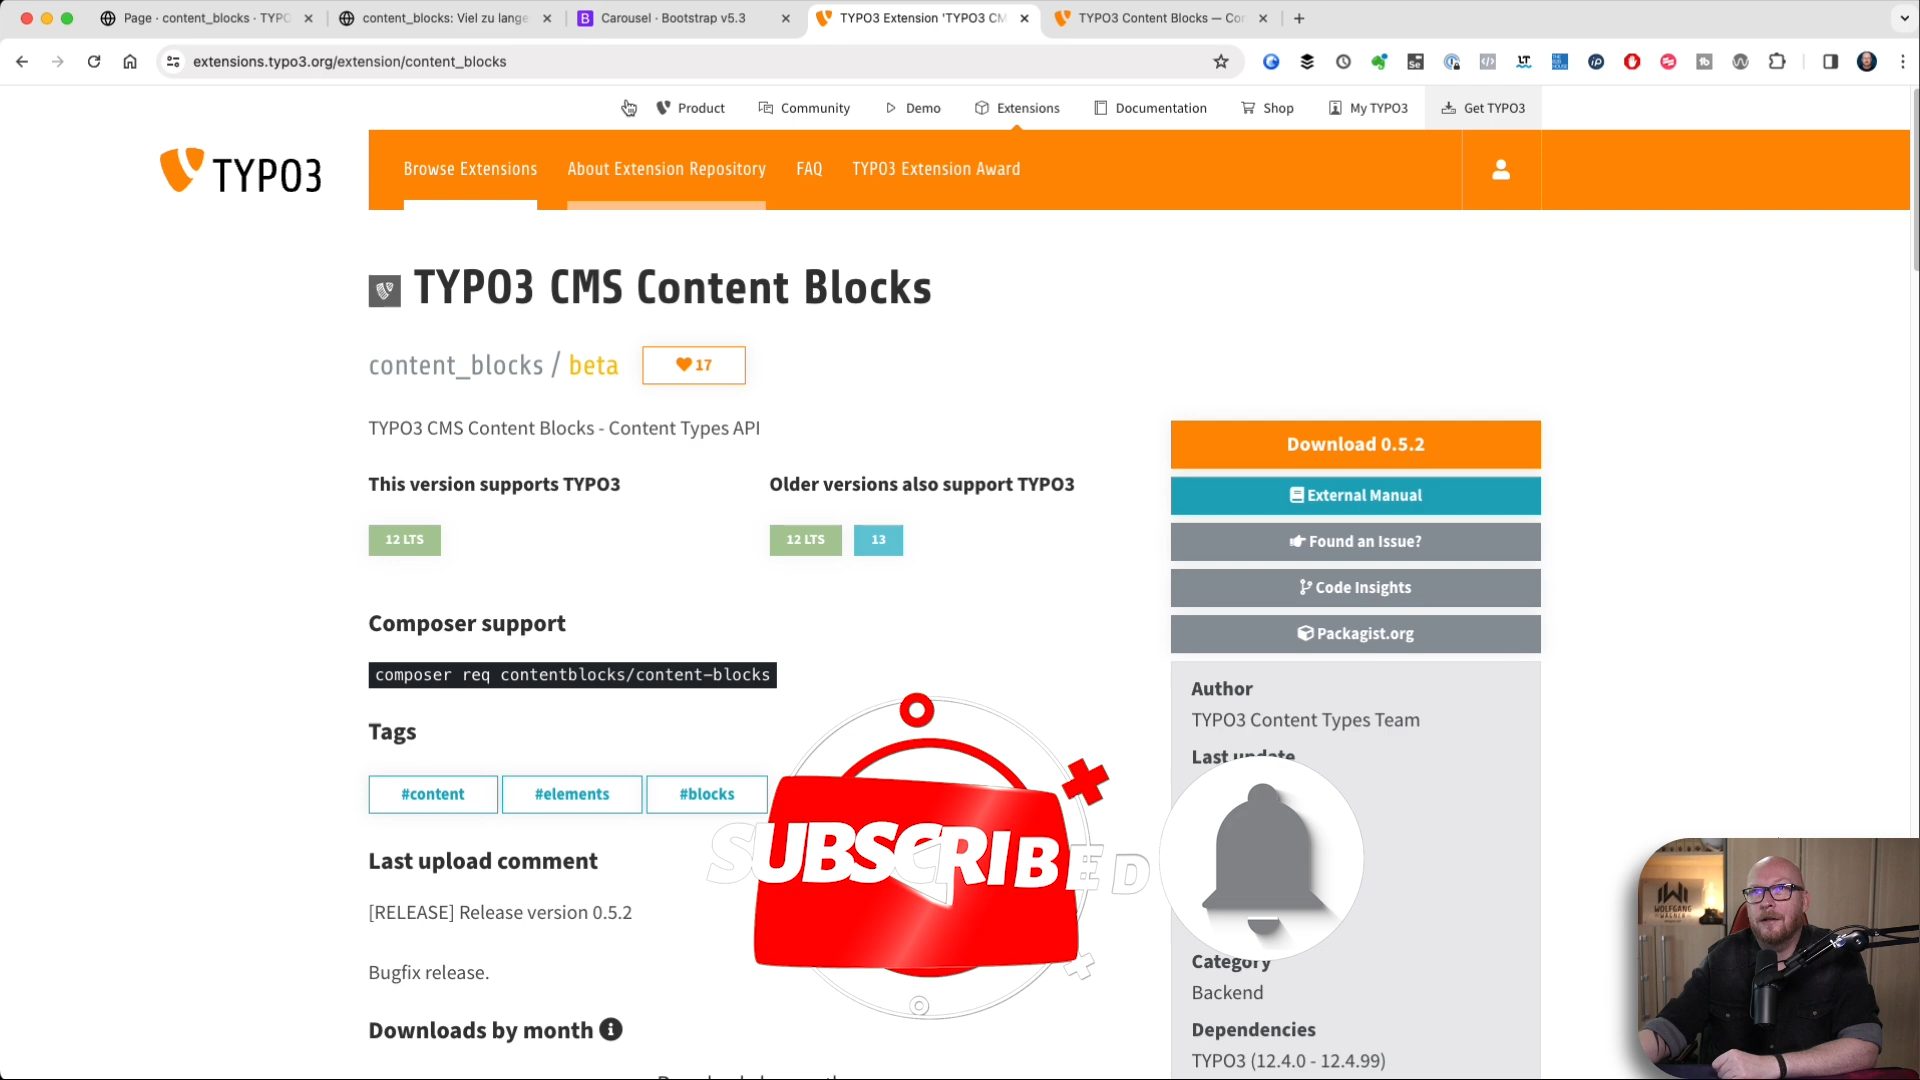 Page · content_blocks · TYPO
content_blocks: Viel zu lange
Carousel · Bootstrap v5.3
TYPO3 Extension 'TYPO3 CM
TYPO3 Content Blocks — Cor
extensions.typo3.org/extension/content_blocks
Product
Community
Demo
Extensions
Documentation
Shop
My TYPO3
Get TYPO3
TYPO3
Browse Extensions
About Extension Repository
FAQ
TYPO3 Extension Award
TYPO3 CMS Content Blocks
content_blocks / beta
17
TYPO3 CMS Content Blocks - Content Types API
Download 0.5.2
This version supports TYPO3
Older versions also support TYPO3
External Manual
12 LTS
12 LTS
13
Found an Issue?
Code Insights
Composer support
Packagist.org
composer req contentblocks/content-blocks
Author
TYPO3 Content Types Team
Tags
Last update
#content
#elements
#blocks
SUBSCRIBED
Last upload comment
[RELEASE] Release version 0.5.2
WOLFGANG
WAGNER
Category
Bugfix release.
Backend
Downloads by month
Dependencies
TYPO3 (12.4.0 - 12.4.99)